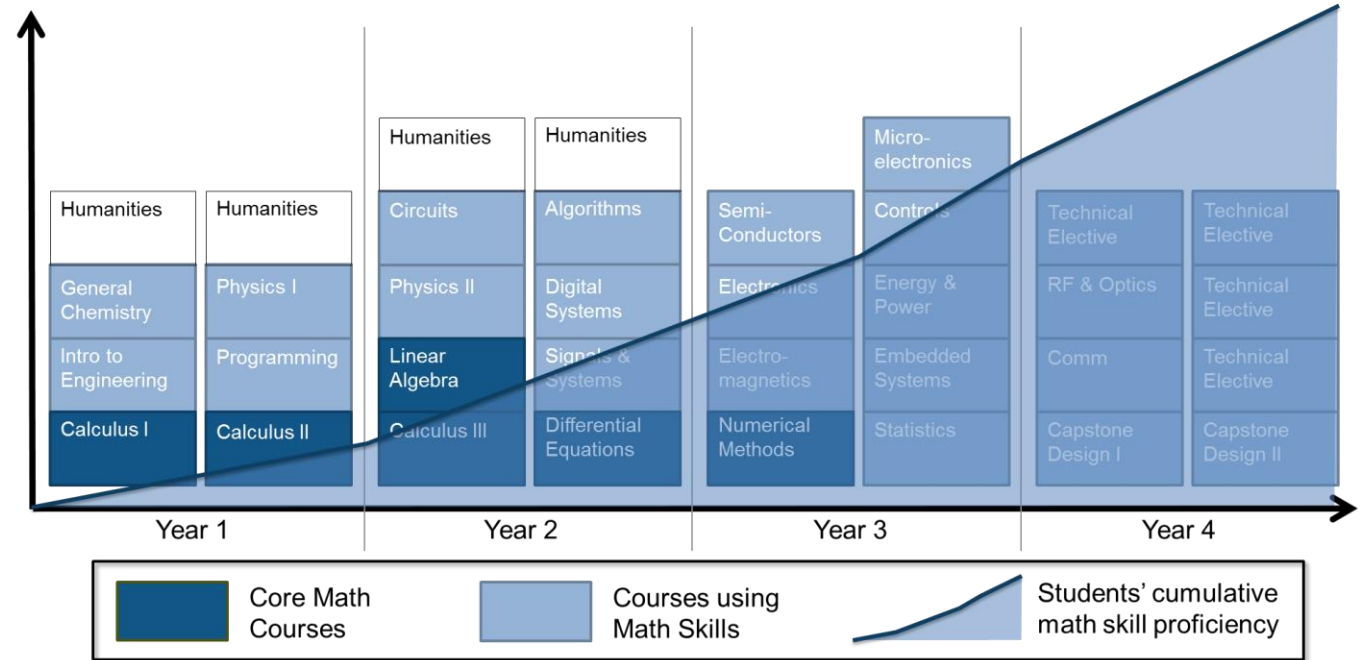 Humanities
General
Chemistry
Intro to
Engineering
Calculus I
Humanities
Physics I
Programming
Calculus II
Humanities
Circuits
Physics II
Linear
Algebra
Calculus III
Humanities
Algorithms
Digital
Systems
Signals &
Systems
Differential
Equations
Semi-
Conductors
Electronics
Electro-
magnetics
Numerical
Methods
Micro-
electronics
Controls
Energy &
Power
Embedded
Systems
Statistics
Technical
Elective
RF & Optics
Comm
Capstone
Design I
Technical
Elective
Technical
Elective
Technical
Elective
Capstone
Design II
Year 1
Year 2
Year 3
Year 4
Core Math
Courses
Courses using
Math Skills
Students' cumulative
math skill proficiency